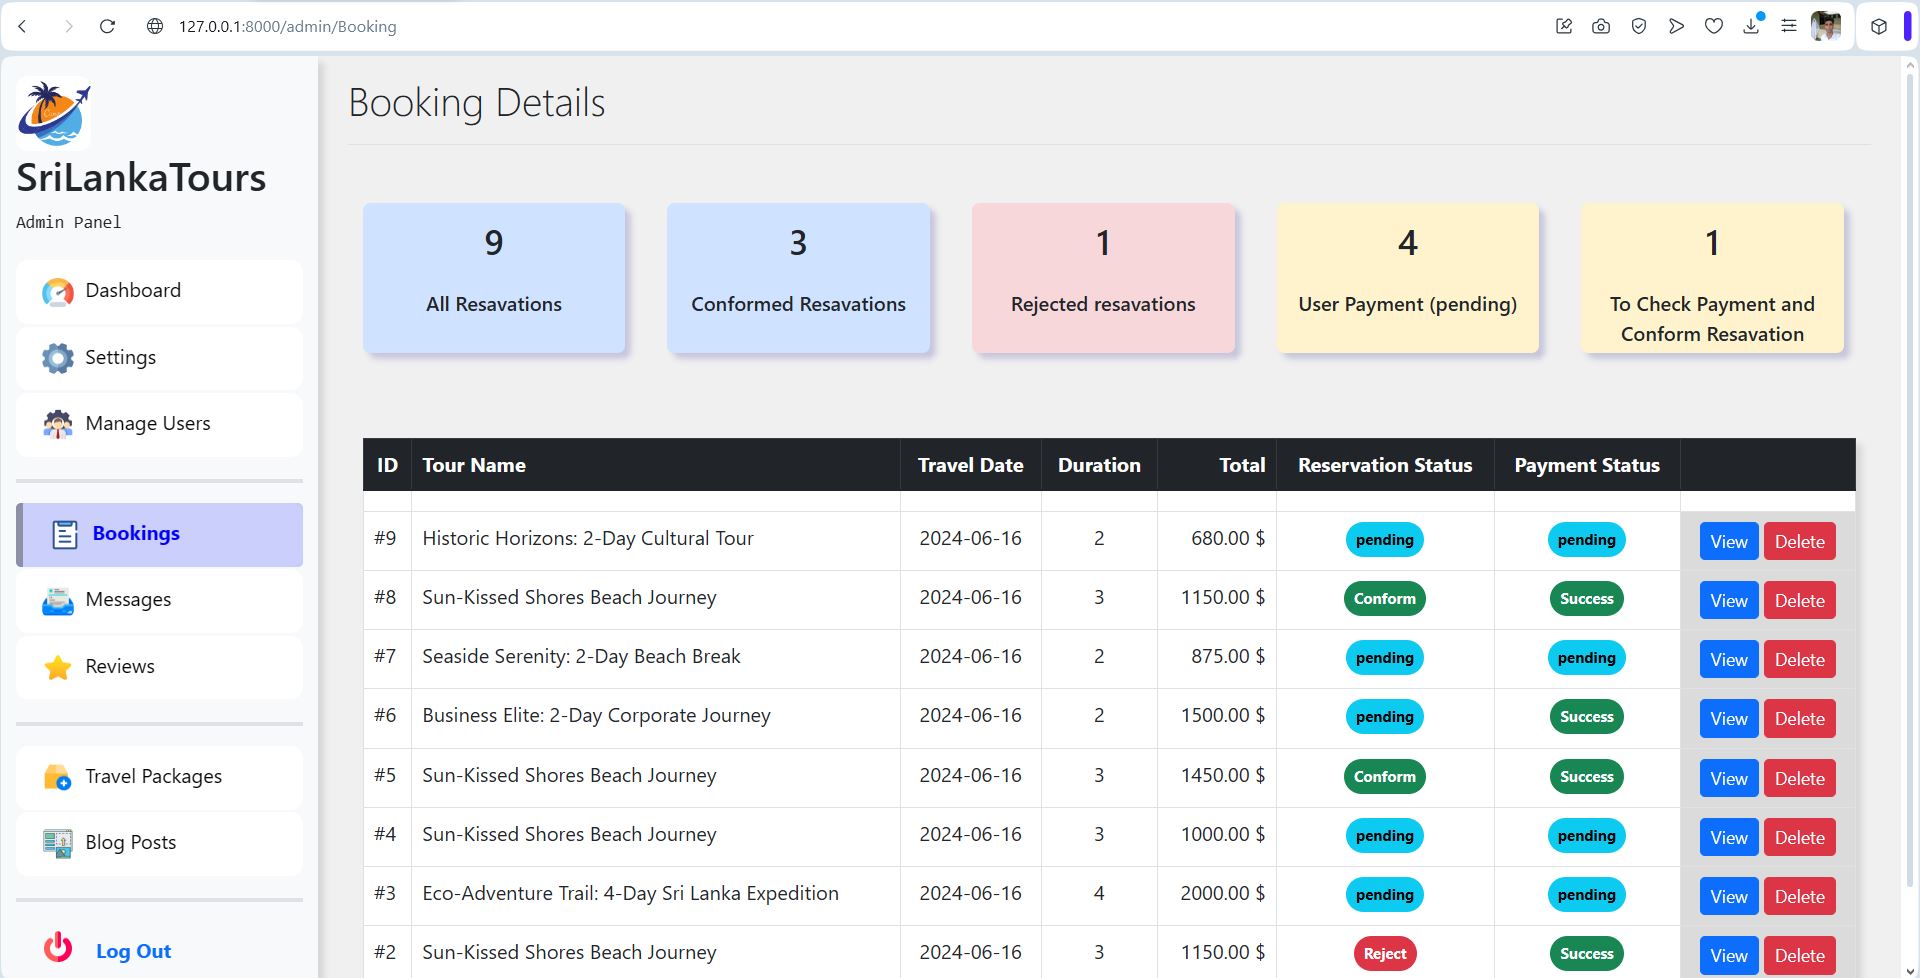 127.0.0.1:8000/admin/Booking
SriLankaTours
Admin Panel
Dashboard
Settings
Manage Users
Bookings
Messages
Reviews
Travel Packages
Blog Posts
Log Out
Booking Details
9
All Resavations
3
Conformed Resavations
1
Rejected resavations
4
User Payment (pending)
1
To Check Payment and
Conform Resavation
ID Tour Name Travel Date Duration Total Reservation Status Payment Status
#9 Historic Horizons: 2-Day Cultural Tour 2024-06-16 2 680.00 $ pending pending View Delete
#8 Sun-Kissed Shores Beach Journey 2024-06-16 3 1150.00 $ Conform Success View Delete
#7 Seaside Serenity: 2-Day Beach Break 2024-06-16 2 875.00 $ pending pending View Delete
#6 Business Elite: 2-Day Corporate Journey 2024-06-16 2 1500.00 $ pending Success View Delete
#5 Sun-Kissed Shores Beach Journey 2024-06-16 3 1450.00 $ Conform Success View Delete
#4 Sun-Kissed Shores Beach Journey 2024-06-16 3 1000.00 $ pending pending View Delete
#3 Eco-Adventure Trail: 4-Day Sri Lanka Expedition 2024-06-16 4 2000.00 $ pending pending View Delete
#2 Sun-Kissed Shores Beach Journey 2024-06-16 3 1150.00 $ Reject Success View Delete